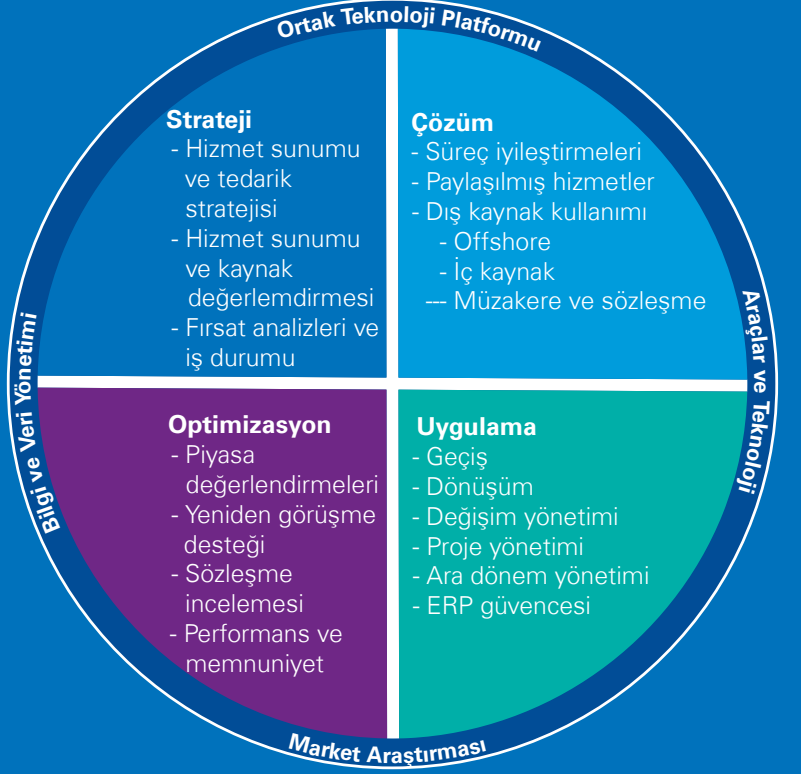 Ortak Teknoloji Platformu
Strateji
- Hizmet sunumu
ve tedarik
stratejisi
- Hizmet sunumu
ve kaynak
değerlemdirmesi
- Fırsat analizleri ve
iş durumu
Çözüm
- Süreç iyileştirmeleri
- Paylaşılmış hizmetler
- Dış kaynak kullanımı
- Offshore
- İç kaynak
--- Müzakere ve sözleşme
Bilgi ve Veri Yönetimi
Araçlar ve Teknoloji
Optimizasyon
- Piyasa
değerlendirmeleri
- Yeniden görüşme
desteği
- Sözleşme
incelemesi
- Performans ve
memnuniyet
Uygulama
- Geçiş
- Dönüşüm
- Değişim yönetimi
- Proje yönetimi
- Ara dönem yönetimi
- ERP güvencesi
Market Araştırması